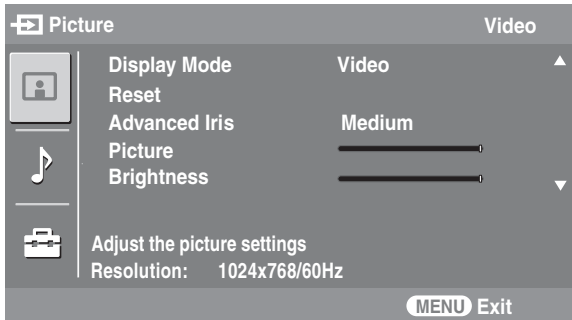 Picture Video
Display Mode Video
Reset
Advanced Iris Medium
Picture
Brightness
Adjust the picture settings
Resolution: 1024x768/60Hz
MENU Exit